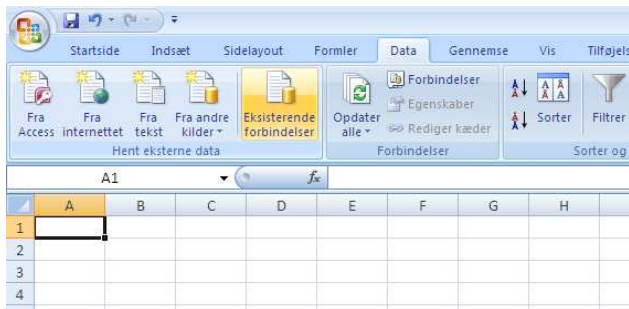 Startside Indsæt Sidelayout Formler Data Gennemse Vis Tilføjels
Fra Access
Fra internettet
Fra tekst
Fra andre kilder
Eksisterende forbindelser
Opdater alle
Forbindelser
Egenskaber
Rediger kæder
Sorter
Filtrer
Hent eksterne data
Forbindelser
Sorter og
A1
fx
A B C D E F G H
1
2
3
4